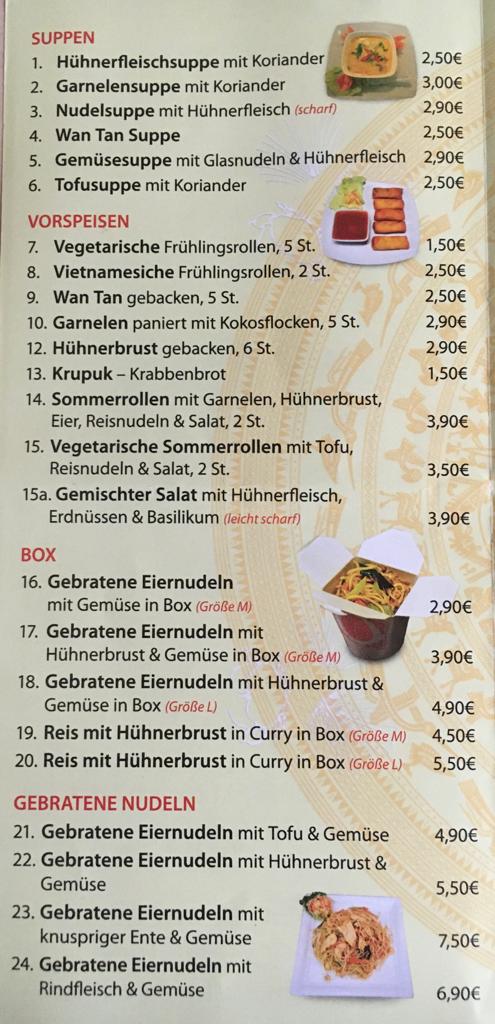 SUPPEN
1. Hühnerfleischsuppe mit Koriander 2,50€
2. Garnelensuppe mit Koriander 3,00€
3. Nudelsuppe mit Hühnerfleisch (scharf) 2,90€
4. Wan Tan Suppe 2,50€
5. Gemüsesuppe mit Glasnudeln & Hühnerfleisch 2,90€
6. Tofusuppe mit Koriander 2,50€
VORSPEISEN
7. Vegetarische Frühlingsrollen, 5 St. 1,50€
8. Vietnamesiche Frühlingsrollen, 2 St. 2,50€
9. Wan Tan gebacken, 5 St. 2,50€
10. Garnelen paniert mit Kokosflocken, 5 St. 2,90€
12. Hühnerbrust gebacken, 6 St. 2,90€
13. Krupuk – Krabbenbrot 1,50€
14. Sommerrollen mit Garnelen, Hühnerbrust,
Eier, Reisnudeln & Salat, 2 St. 3,90€
15. Vegetarische Sommerrollen mit Tofu,
Reisnudeln & Salat, 2 St. 3,50€
15a. Gemischter Salat mit Hühnerfleisch,
Erdnüssen & Basilikum (leicht scharf) 3,90€
BOX
16. Gebratene Eiernudeln
mit Gemüse in Box (Größe M) 2,90€
17. Gebratene Eiernudeln mit
Hühnerbrust & Gemüse in Box (Größe M) 3,90€
18. Gebratene Eiernudeln mit Hühnerbrust &
Gemüse in Box (Größe L) 4,90€
19. Reis mit Hühnerbrust in Curry in Box (Größe M) 4,50€
20. Reis mit Hühnerbrust in Curry in Box (Größe L) 5,50€
GEBRATENE NUDELN
21. Gebratene Eiernudeln mit Tofu & Gemüse 4,90€
22. Gebratene Eiernudeln mit Hühnerbrust &
Gemüse 5,50€
23. Gebratene Eiernudeln mit
knuspriger Ente & Gemüse 7,50€
24. Gebratene Eiernudeln mit
Rindfleisch & Gemüse 6,90€